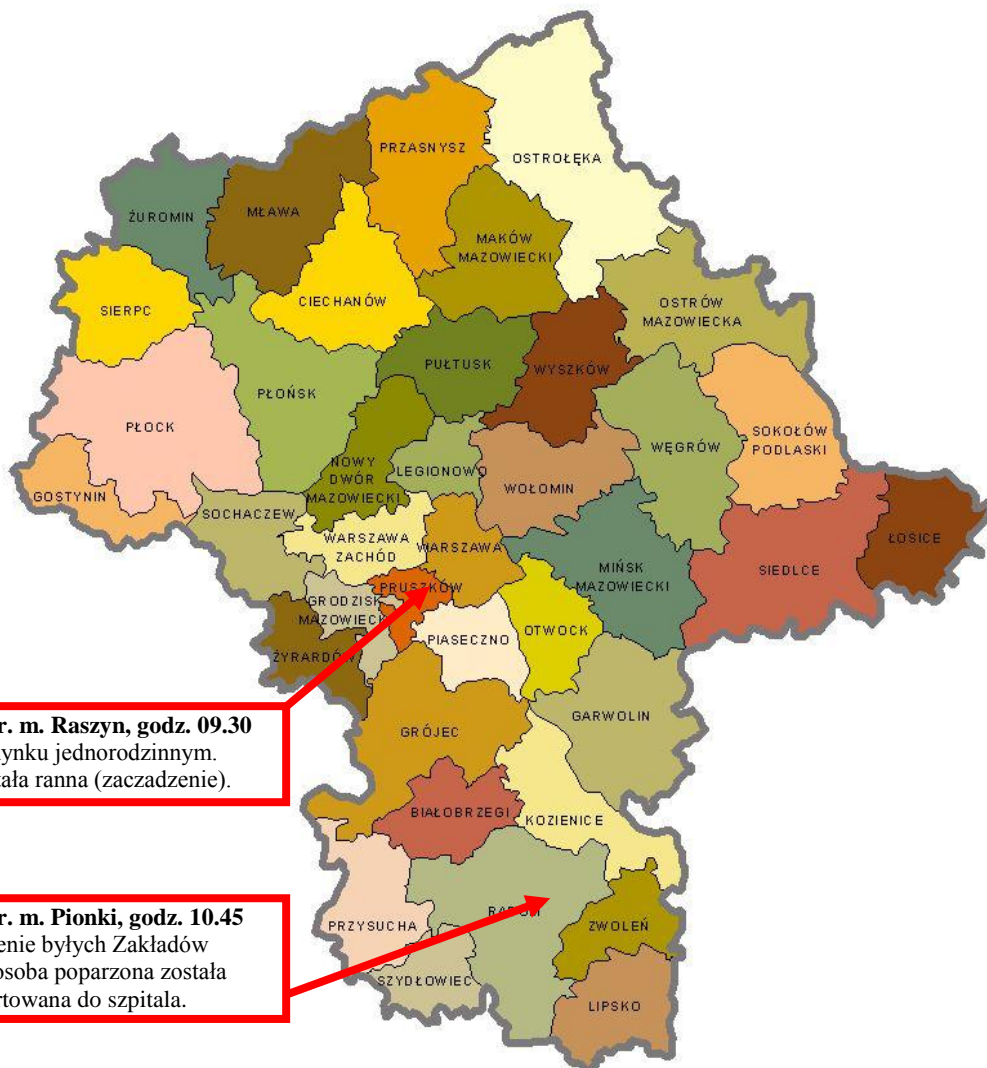 PRZASNYSZ
OSTROŁĘKA
ŻUROMIN
MŁAWA
MAKÓW
MAZOWIECKI
CIECHANÓW
SIERPC
OSTRÓW
MAZOWIECKA
PUŁTUSK
WYSZKÓW
PŁOŃSK
PŁOCK
SOKOŁÓW
PODLASKI
WĘGRÓW
NOWY
DWÓR
MAZOWIECKI
LEGIONOWO
WOŁOMIN
GOSTYNIN
SOCHACZEW
WARSZAWA
ZACHÓD
WARSZAWA
MIŃSK
MAZOWIECKI
SIEDLCE
ŁOSICE
PRUSZKÓW
GRODZISK
MAZOWIECK
PIASECZNO
OTWOCK
ŻYRARDÓW
GARWOLIN
r. m. Raszyn, godz. 09.30
ynku jednorodzinnym.
tała ranna (zaczadzenie).
GRÓJEC
BIAŁOBRZEGI
KOZIENICE
r. m. Pionki, godz. 10.45
enie byłych Zakładów
osoba poparzona została
rtowana do szpitala.
PRZYSUCHA
ZWOLEŃ
SZYDŁOWIEC
LIPSKO